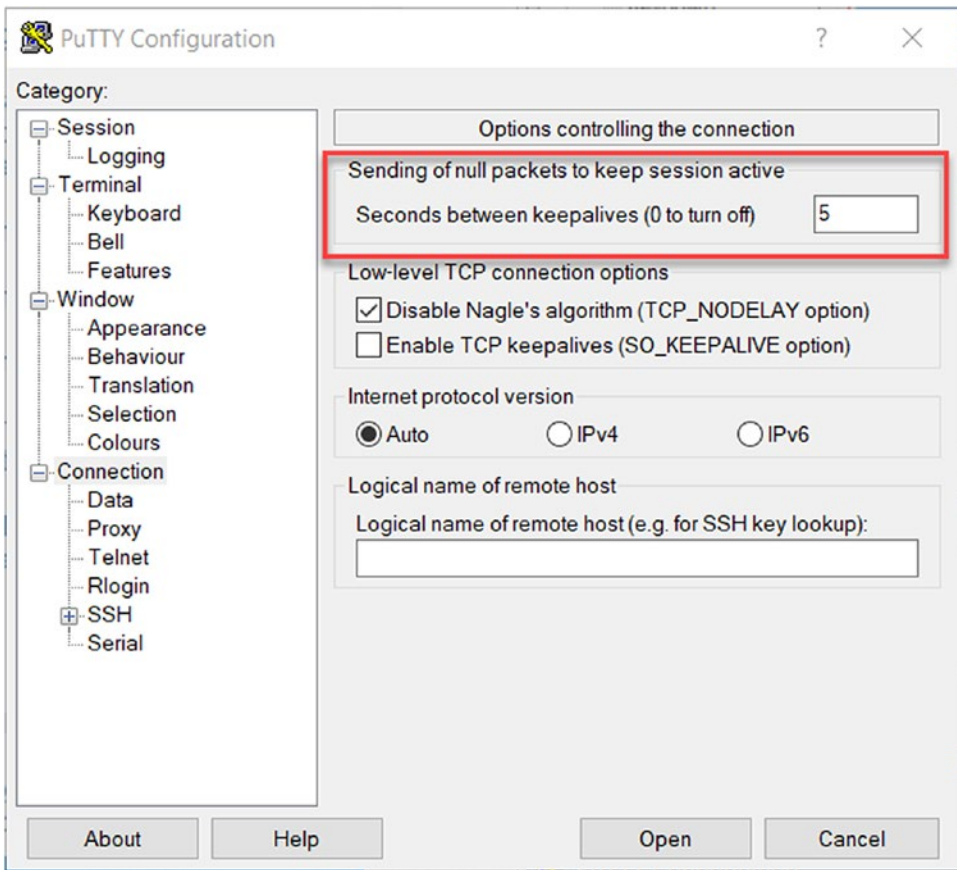 PuTTY Configuration
Category:
Session
Logging
Terminal
Keyboard
Bell
Features
Window
Appearance
Behaviour
Translation
Selection
Colours
Connection
Data
Proxy
Telnet
Rlogin
SSH
Serial
Options controlling the connection
Sending of null packets to keep session active
Seconds between keepalives (0 to turn off) 5
Low-level TCP connection options
Disable Nagle's algorithm (TCP_NODELAY option)
Enable TCP keepalives (SO_KEEPALIVE option)
Internet protocol version
Auto IPv4 IPv6
Logical name of remote host
Logical name of remote host (e.g. for SSH key lookup):
About Help Open Cancel